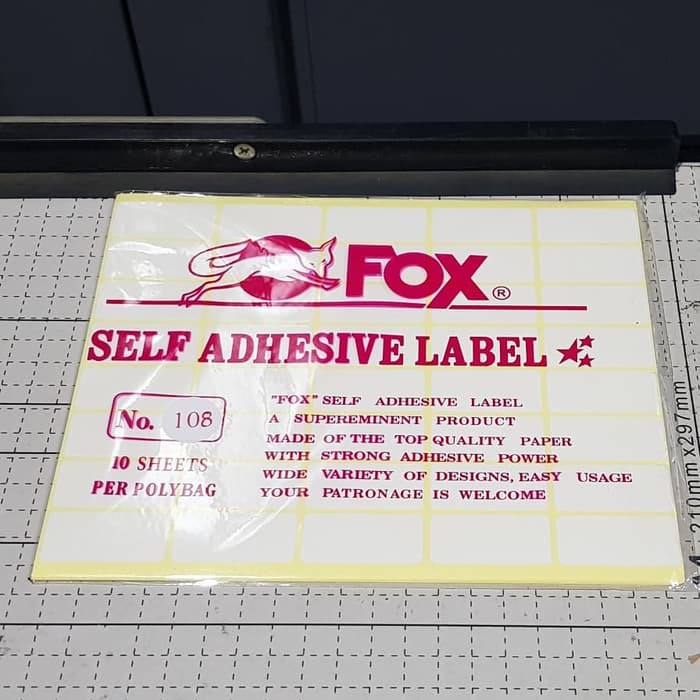 FOX ®
SELF ADHESIVE LABEL
No. 108
10 SHEETS
PER POLYBAG
"FOX" SELF ADHESIVE LABEL
A SUPEREMINENT PRODUCT
MADE OF THE TOP QUALITY PAPER
WITH STRONG ADHESIVE POWER
WIDE VARIETY OF DESIGNS, EASY USAGE
YOUR PATRONAGE IS WELCOME
210mm x 297mm